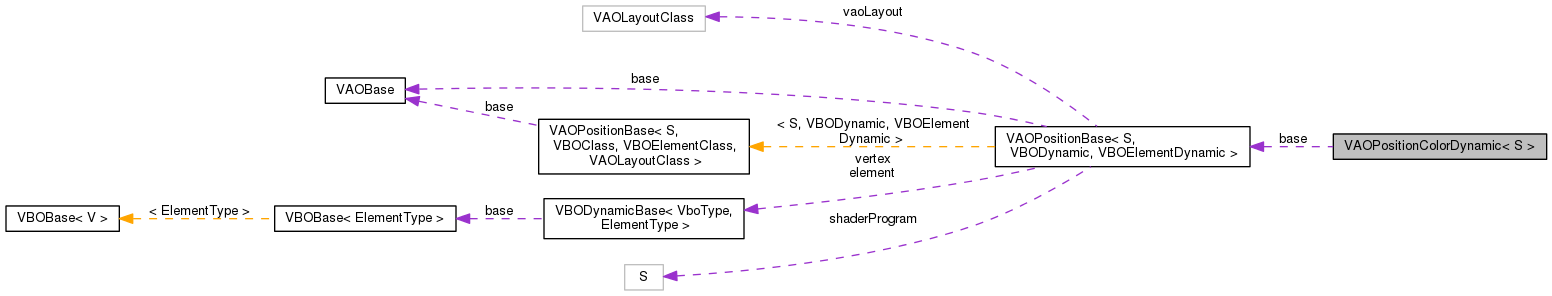 VAOLayoutClass
vaoLayout
VAOBase
base
base
VAOPositionBase< S,
VBOClass, VBOElementClass,
VAOLayoutClass >
< S, VBODynamic, VBOElement
Dynamic >
VAOPositionBase< S,
VBODynamic, VBOElementDynamic >
base
VAOPositionColorDynamic< S >
vertex
element
VBOBase< V >
< ElementType >
VBOBase< ElementType >
base
VBODynamicBase< VboType,
ElementType >
shaderProgram
S